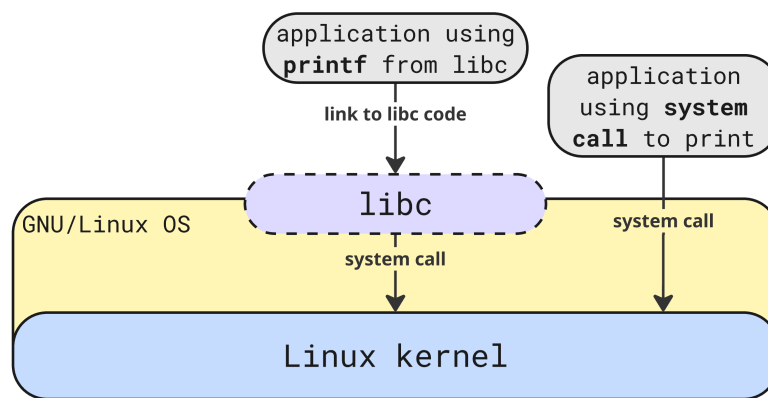 application using
printf from libc
application
using system
call to print
link to libc code
libc
GNU/Linux OS
system call
system call
Linux kernel